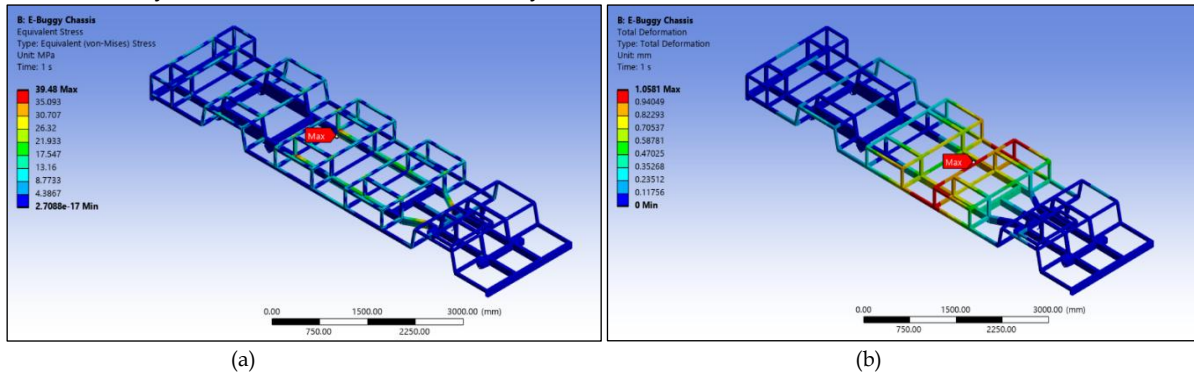 B: E-Buggy Chassis
Equivalent Stress
Type: Equivalent (von-Mises) Stress
Unit: MPa
Time: 1 s
39.48 Max
35.093
30.707
26.32
21.933
17.547
13.16
8.7733
4.3867
2.7088e-17 Min
Max
0.00 1500.00 3000.00 (mm)
750.00 2250.00
(a)
B: E-Buggy Chassis
Total Deformation
Type: Total Deformation
Unit: mm
Time: 1 s
1.0581 Max
0.94049
0.82293
0.70537
0.58781
0.47025
0.35268
0.23512
0.11756
0 Min
Max
0.00 1500.00 3000.00 (mm)
750.00 2250.00
(b)